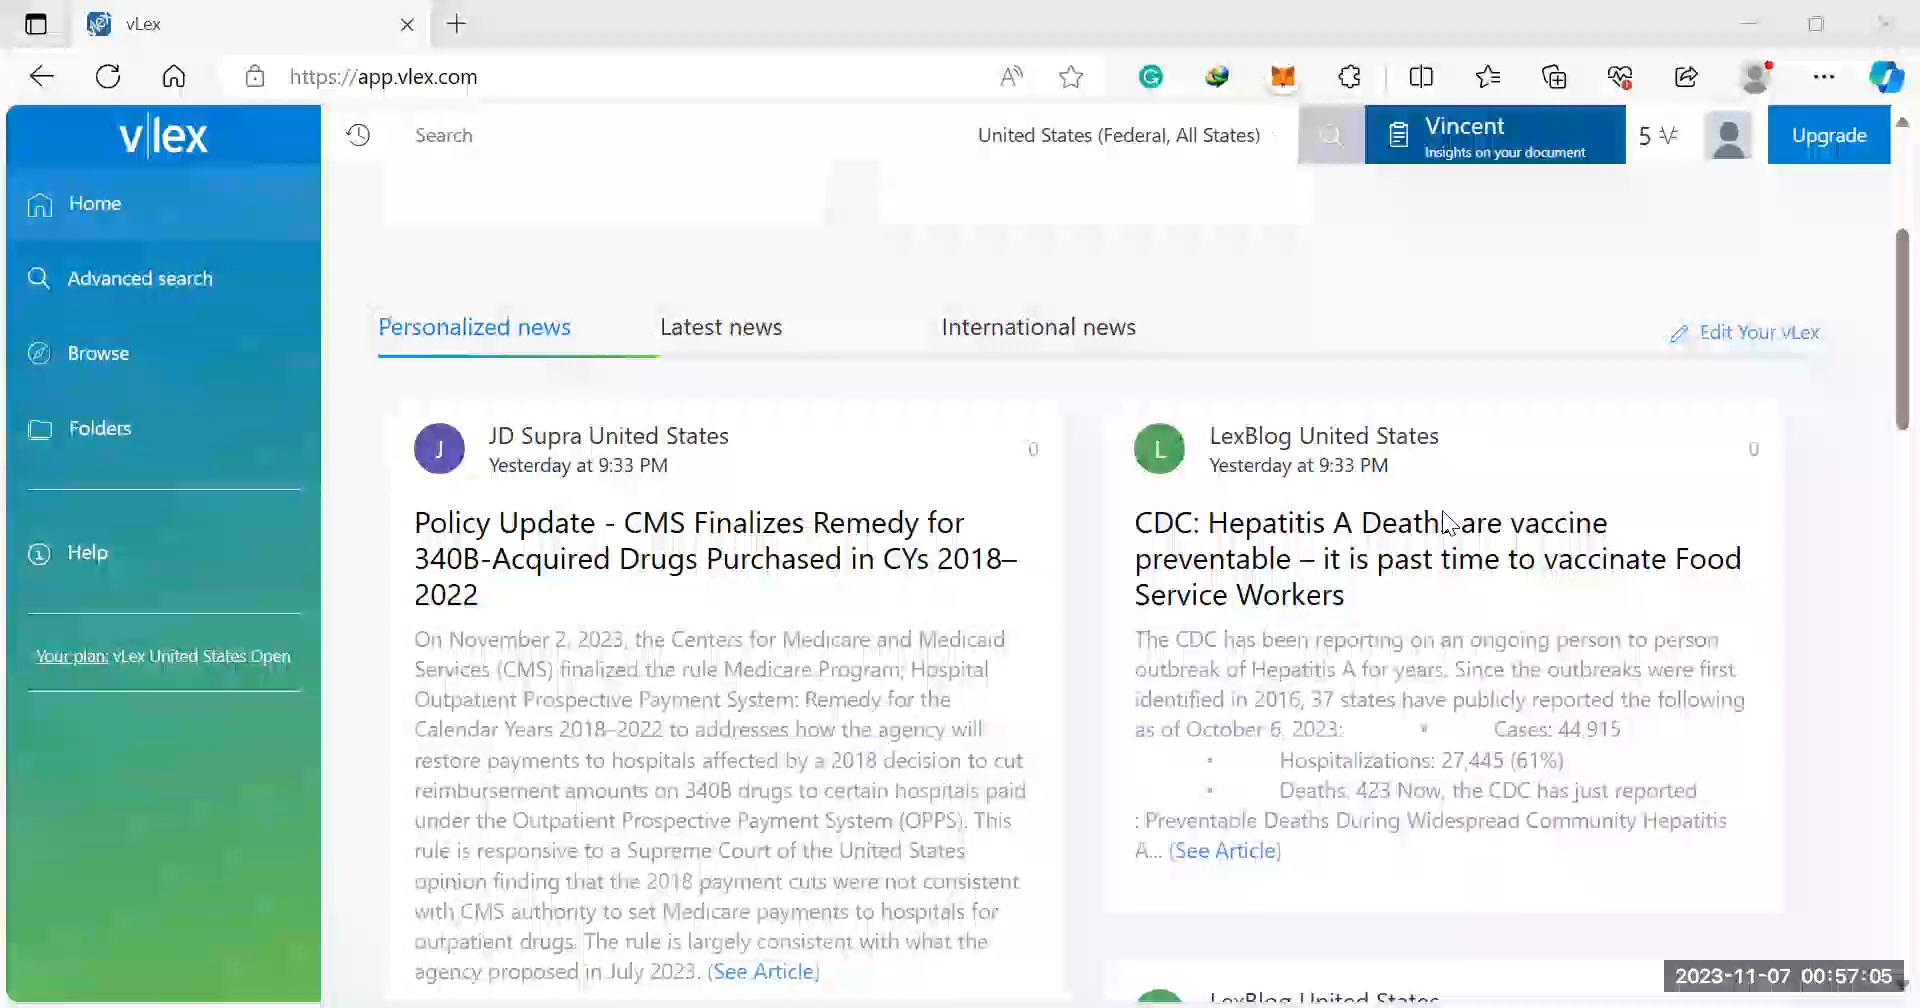 vLex
https://app.vlex.com
v|lex
Search
United States (Federal, All States)
Vincent
Insights on your document
5
Upgrade
Home
Advanced search
Browse
Folders
Help
Your plan: vLex United States Open
Personalized news
Latest news
International news
Edit Your vLex
J
JD Supra United States
Yesterday at 9:33 PM
0
Policy Update - CMS Finalizes Remedy for
340B-Acquired Drugs Purchased in CYs 2018–
2022
On November 2, 2023, the Centers for Medicare and Medicaid
Services (CMS) finalized the rule Medicare Program; Hospital
Outpatient Prospective Payment System: Remedy for the
Calendar Years 2018–2022 to addresses how the agency will
restore payments to hospitals affected by a 2018 decision to cut
reimbursement amounts on 340B drugs to certain hospitals paid
under the Outpatient Prospective Payment System (OPPS). This
rule is responsive to a Supreme Court of the United States
opinion finding that the 2018 payment cuts were not consistent
with CMS authority to set Medicare payments to hospitals for
outpatient drugs. The rule is largely consistent with what the
agency proposed in July 2023. (See Article)
L
LexBlog United States
Yesterday at 9:33 PM
0
CDC: Hepatitis A Deaths are vaccine
preventable – it is past time to vaccinate Food
Service Workers
The CDC has been reporting on an ongoing person to person
outbreak of Hepatitis A for years. Since the outbreaks were first
identified in 2016, 37 states have publicly reported the following
as of October 6, 2023: • Cases: 44,915
• Hospitalizations: 27,445 (61%)
• Deaths: 423 Now, the CDC has just reported
: Preventable Deaths During Widespread Community Hepatitis
A... (See Article)
LexBlog United States
2023-11-07 00:57:05